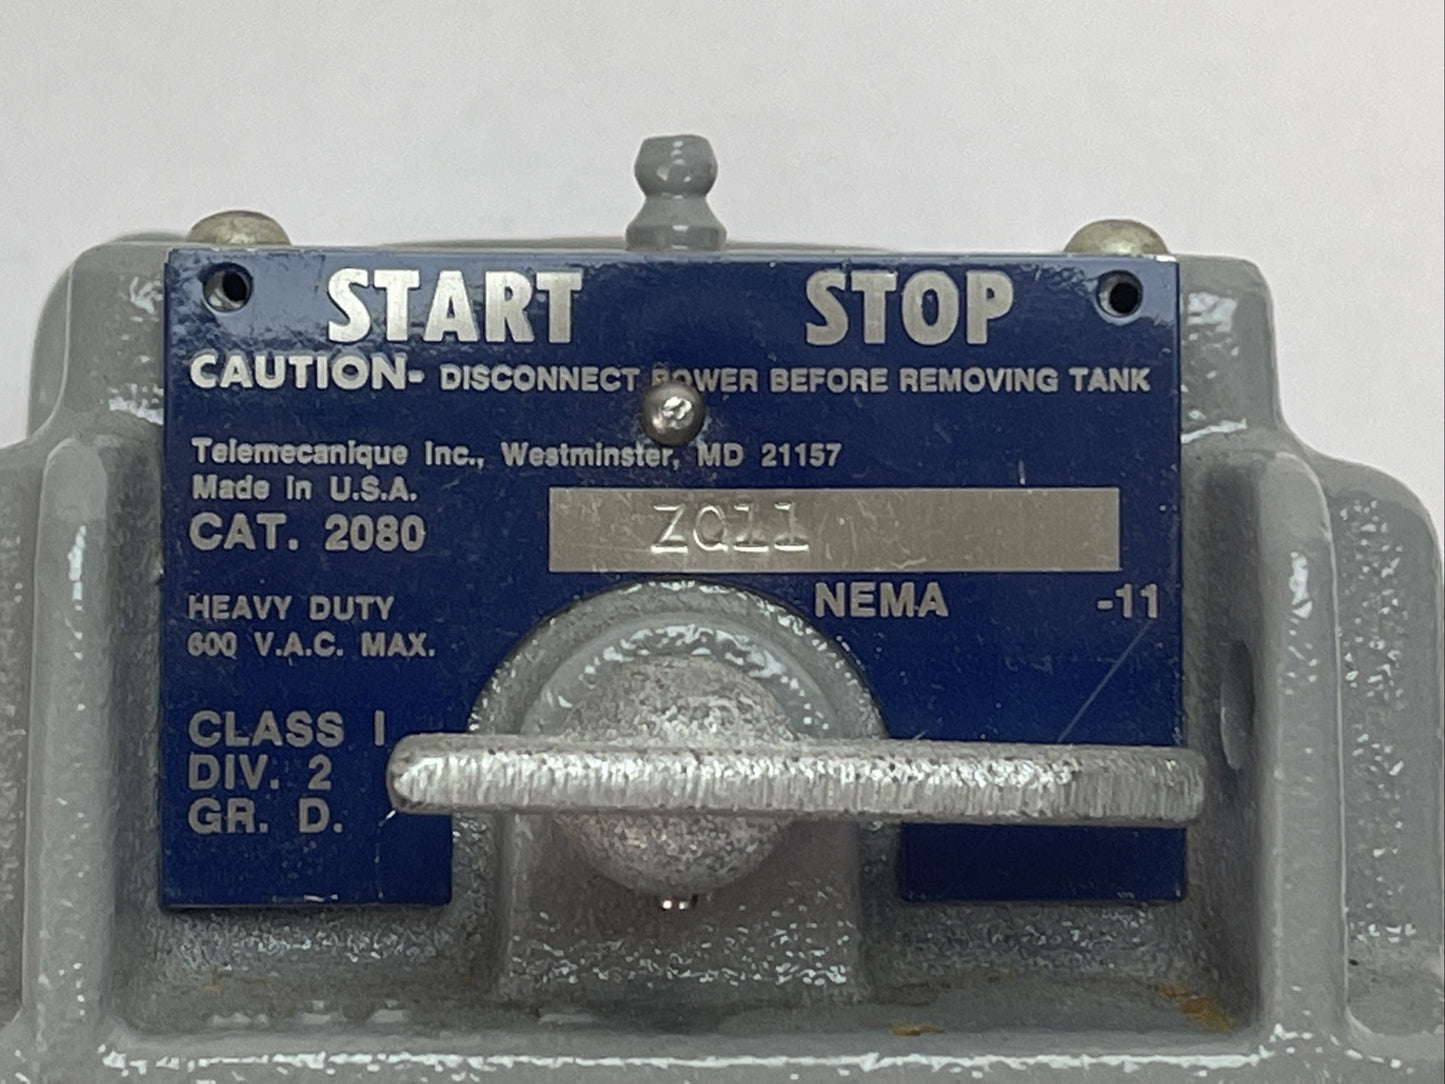 START STOP
CAUTION- DISCONNECT POWER BEFORE REMOVING TANK
Telemecanique Inc., Westminster, MD 21157
Made in U.S.A.
CAT. 2080 ZQ11
NEMA -11
HEAVY DUTY
600 V.A.C. MAX.
CLASS I
DIV. 2
GR. D.